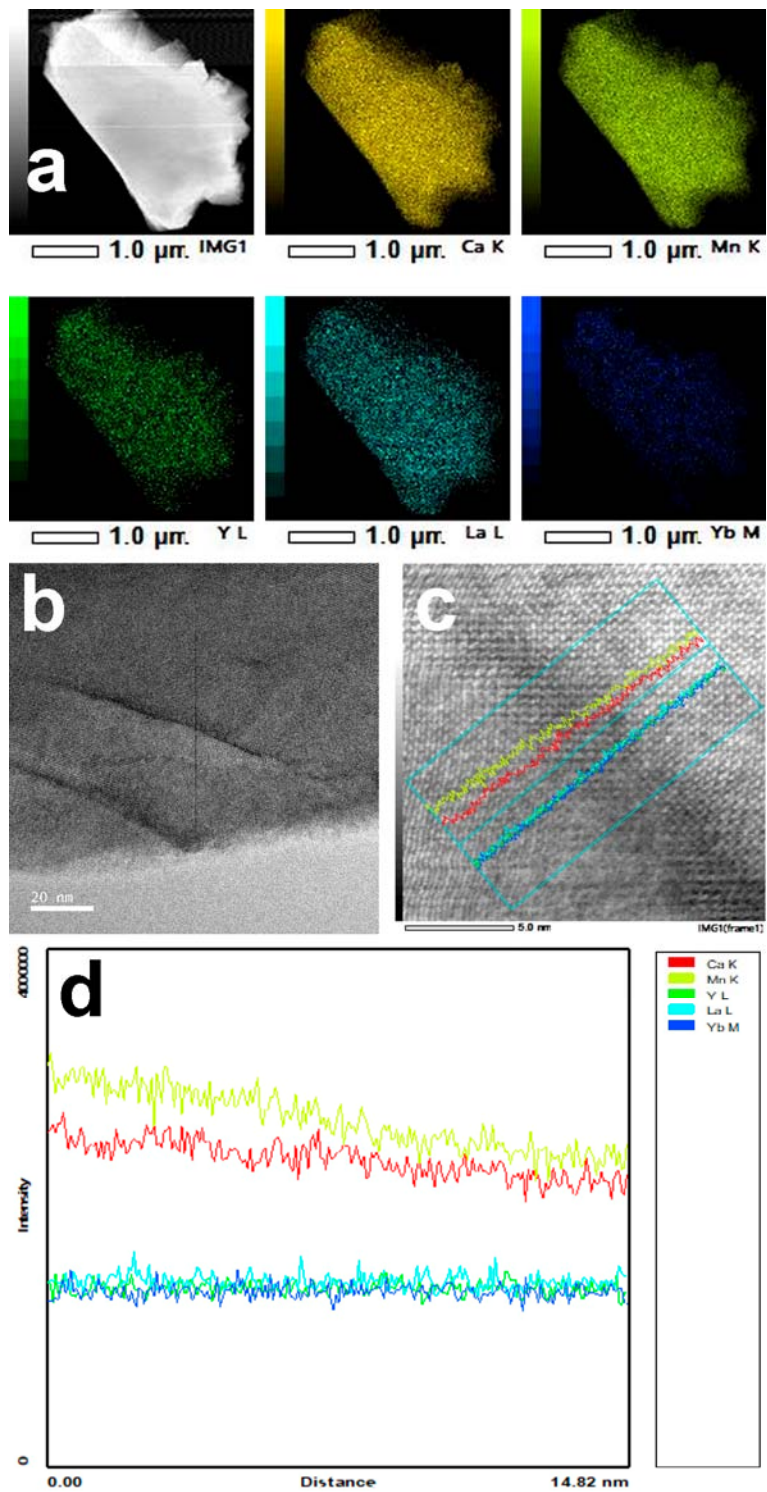 a
1.0 µm. IMG1
1.0 µm. Ca K
1.0 µm. Mn K
1.0 µm. Y L
1.0 µm. La L
1.0 µm. Yb M
b
20 nm
c
5.0 nm
IMG1(frame1)
d
4000000
Intensity
0
0.00 Distance 14.82 nm
Ca K
Mn K
Y L
La L
Yb M